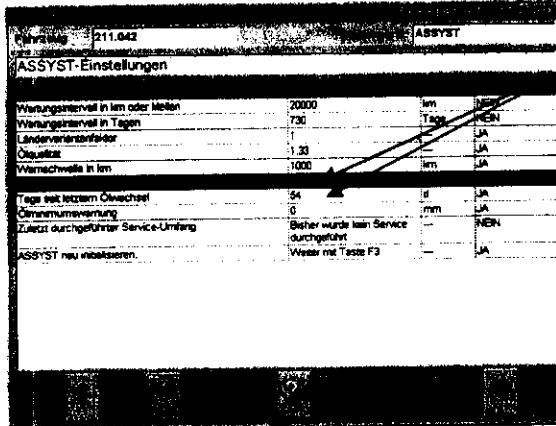 Fahrzeug 211.042 ASSYST
ASSYST-Einstellungen
Wartungsintervall in km oder Meilen 20000 km NEIN
Wartungsintervall in Tagen 730 Tage NEIN
Ländervariantenfaktor 1 — JA
Ölqualität 1.33 — JA
Warnschwelle in km 1000 km JA
Tage seit letztem Ölwechsel 54 d JA
Ölminimumswarnung 0 mm JA
Zuletzt durchgeführter Service-Umfang Bisher wurde kein Service — NEIN
durchgeführt
ASSYST neu initialisieren. Weiter mit Taste F3 — JA